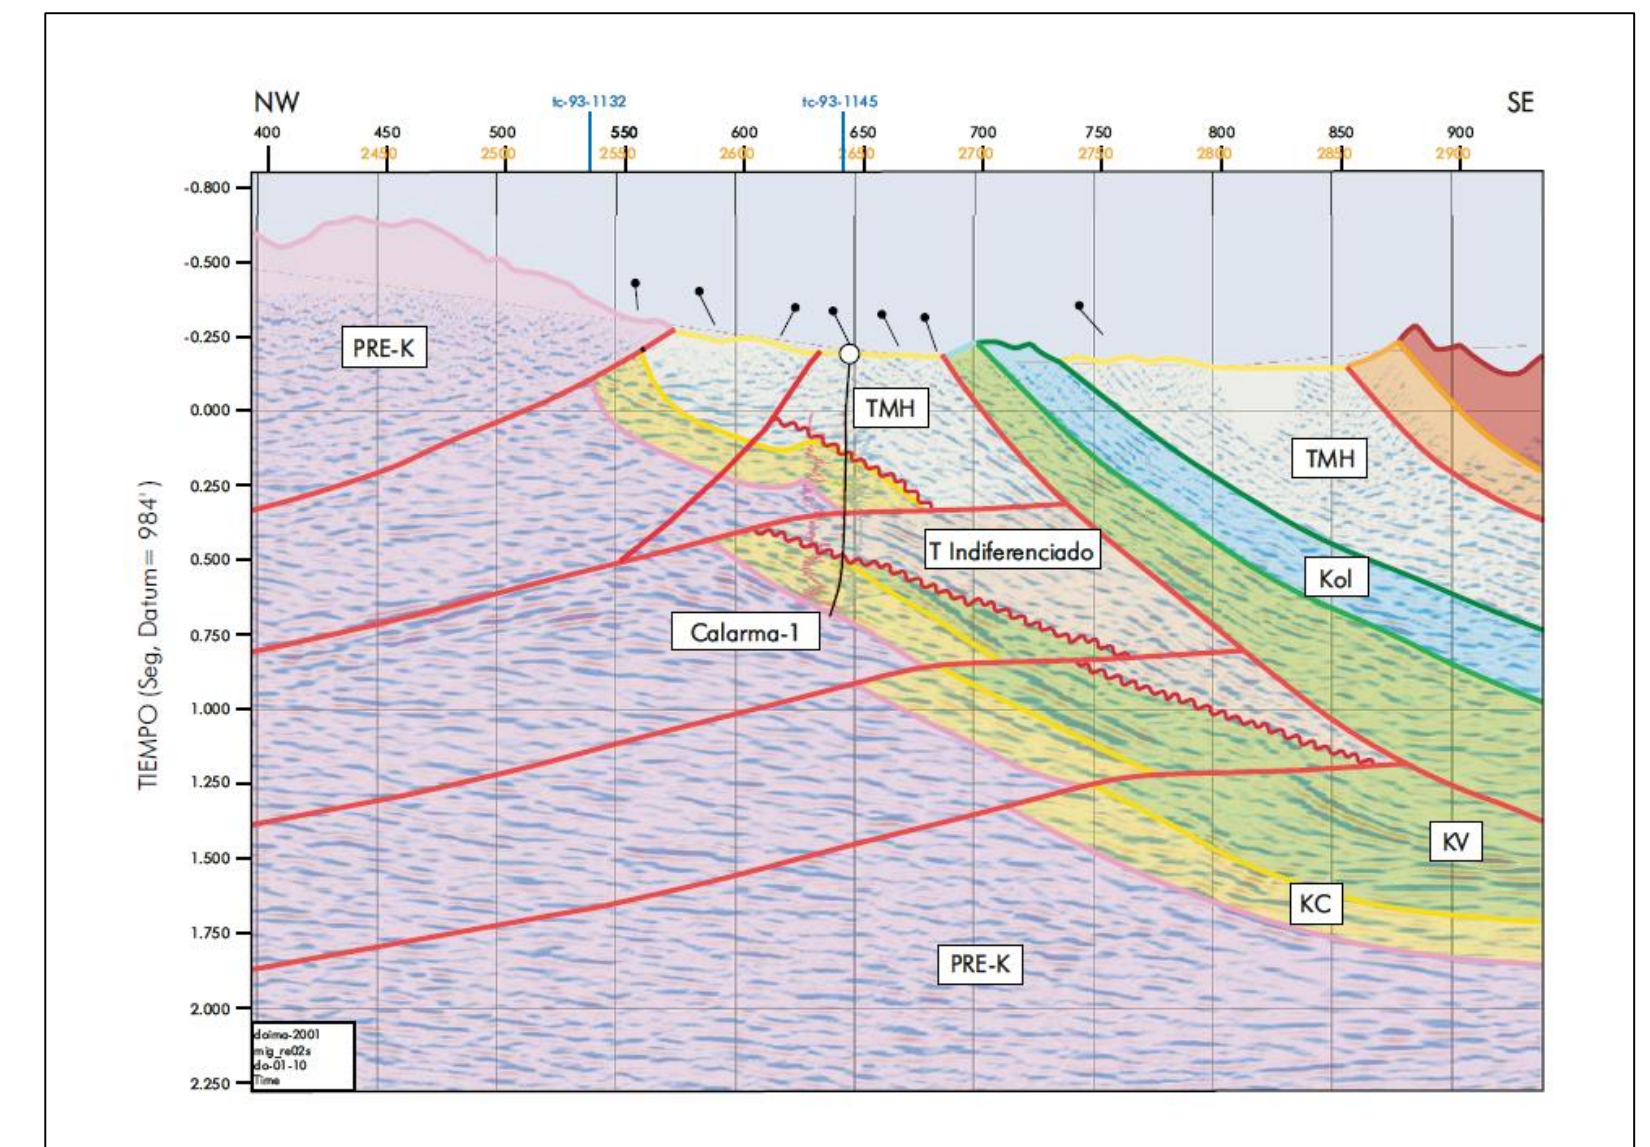 NW
tc-93-1132
tc-93-1145
SE
400 450 500 550 600 650 700 750 800 850 900
2450 2500 2550 2600 2650 2700 2750 2800 2850 2900
TIEMPO (Seg, Datum= 984')
-0.800
-0.500
-0.250
0.000
0.250
0.500
0.750
1.000
1.250
1.500
1.750
2.000
2.250
PRE-K
TMH
TMH
T Indiferenciado
Kol
Calarma-1
KV
KC
PRE-K
daima-2001
mig_re02s
do-01-10
Time